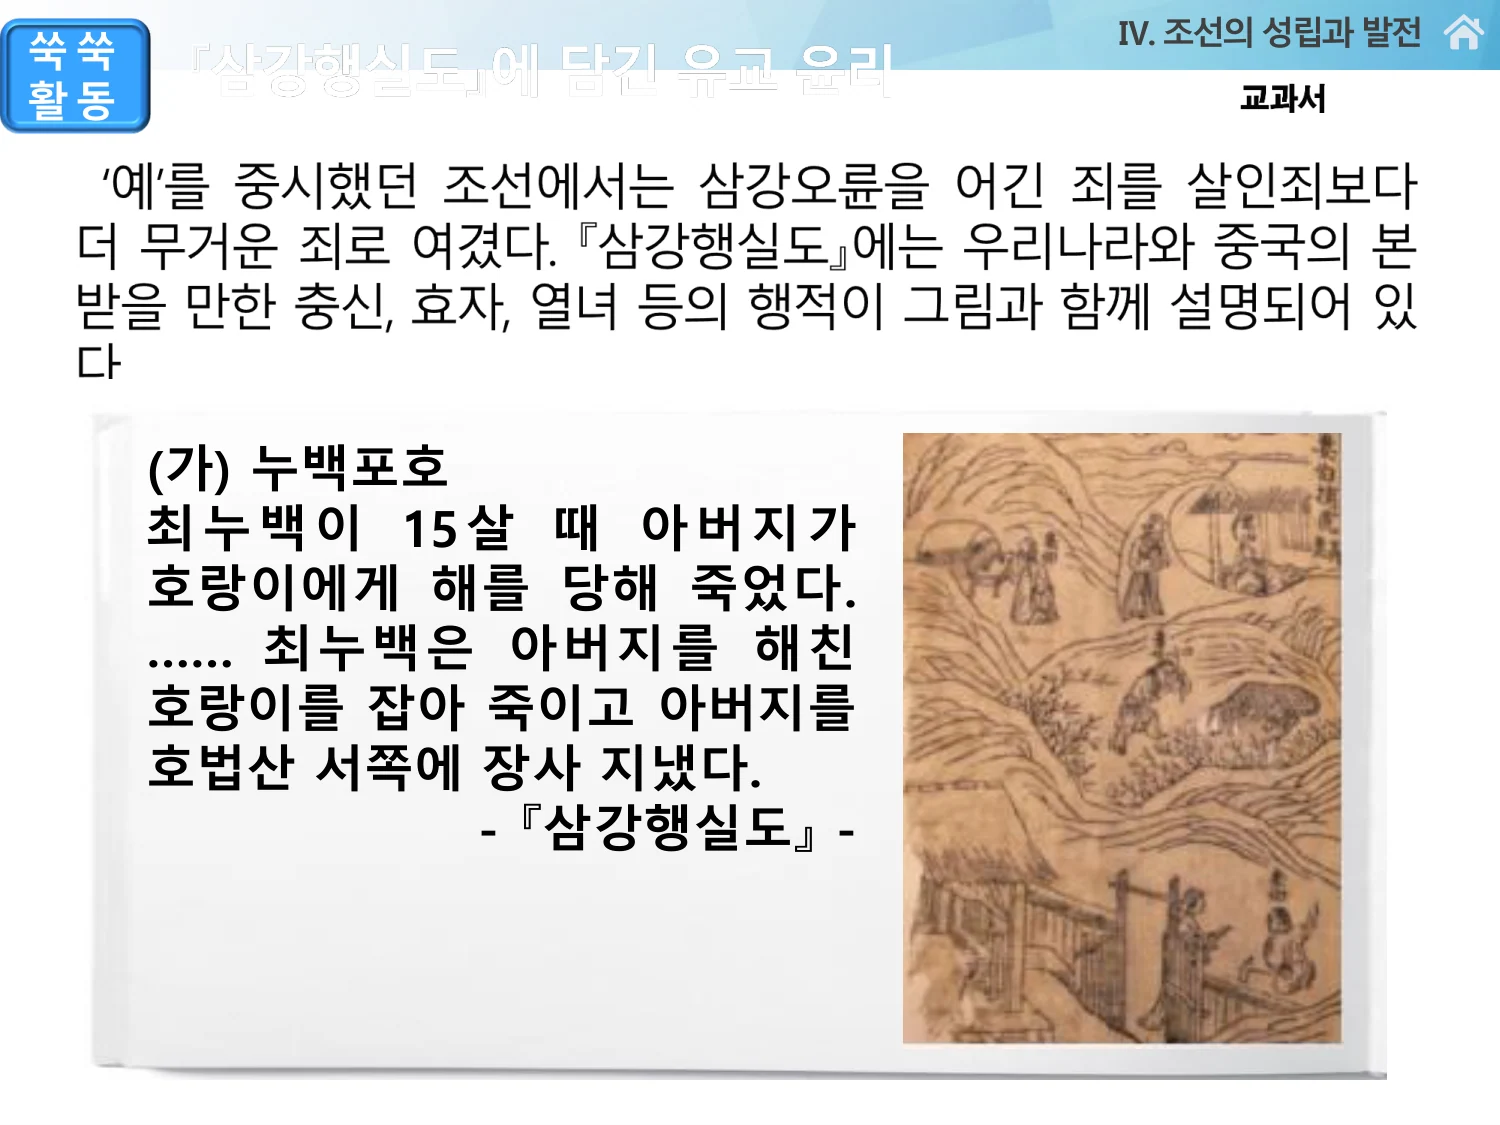 IV. 조선의 성립과 발전
쑥쑥
활동
『삼강행실도』에 담긴 유교 윤리
교과서
‘예’를 중시했던 조선에서는 삼강오륜을 어긴 죄를 살인죄보다
더 무거운 죄로 여겼다.『삼강행실도』에는 우리나라와 중국의 본
받을 만한 충신, 효자, 열녀 등의 행적이 그림과 함께 설명되어 있
다
(가) 누백포호
최누백이 15살 때 아버지가
호랑이에게 해를 당해 죽었다.
…… 최누백은 아버지를 해친
호랑이를 잡아 죽이고 아버지를
호법산 서쪽에 장사 지냈다.
-『삼강행실도』-